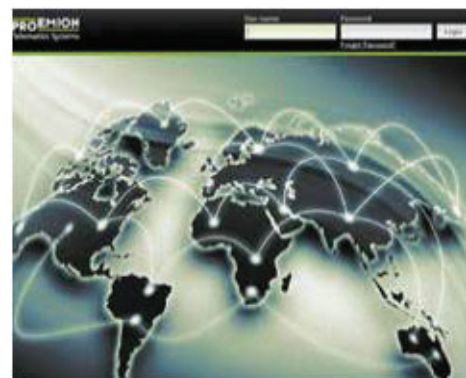 PROEMION
Telematics Systems
User name
Password
Login
Forgot Password?